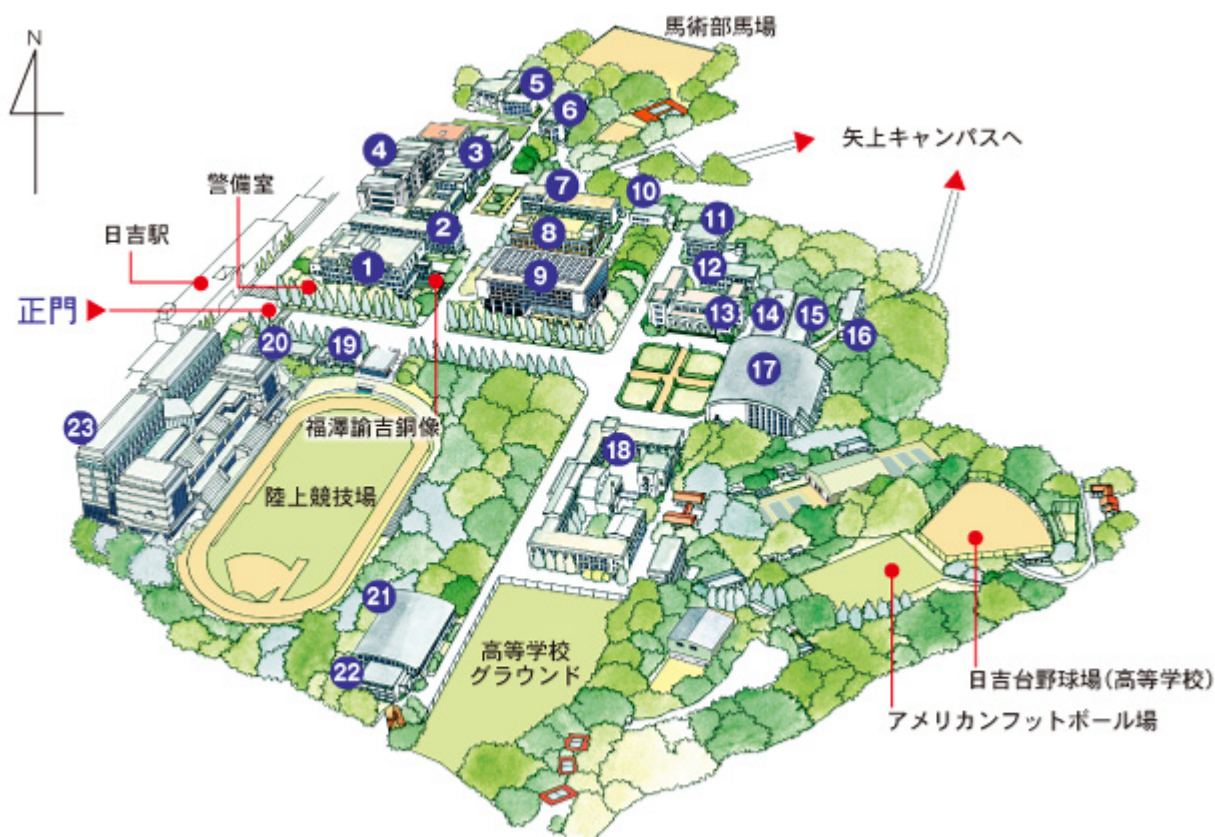 馬術部馬場
N
5
6
矢上キャンパスへ
4
3
警備室
7
10
日吉駅
2
8
11
1
9
12
正門
13
14
15
16
20
19
17
23
福澤諭吉銅像
18
陸上競技場
21
高等学校
グラウンド
22
日吉台野球場(高等学校)
アメリカンフットボール場